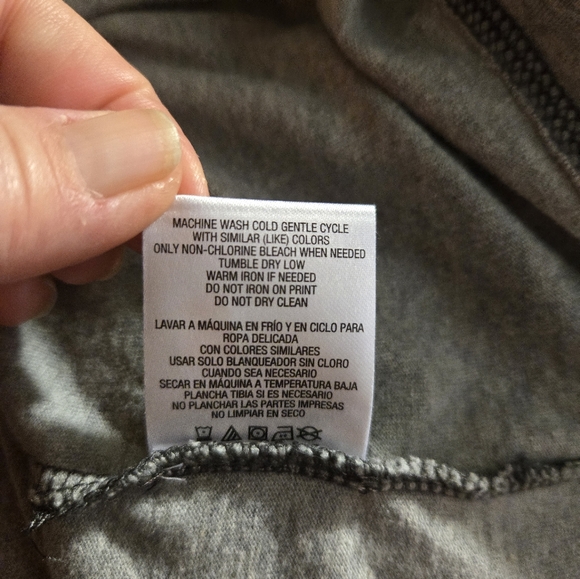 MACHINE WASH COLD GENTLE CYCLE
WITH SIMILAR (LIKE) COLORS
ONLY NON-CHLORINE BLEACH WHEN NEEDED
TUMBLE DRY LOW
WARM IRON IF NEEDED
DO NOT IRON ON PRINT
DO NOT DRY CLEAN
LAVAR A MÁQUINA EN FRÍO Y EN CICLO PARA
ROPA DELICADA
CON COLORES SIMILARES
USAR SOLO BLANQUEADOR SIN CLORO
CUANDO SEA NECESARIO
SECAR EN MÁQUINA A TEMPERATURA BAJA
PLANCHA TIBIA SI ES NECESARIO
NO PLANCHAR LAS PARTES IMPRESAS
NO LIMPIAR EN SECO